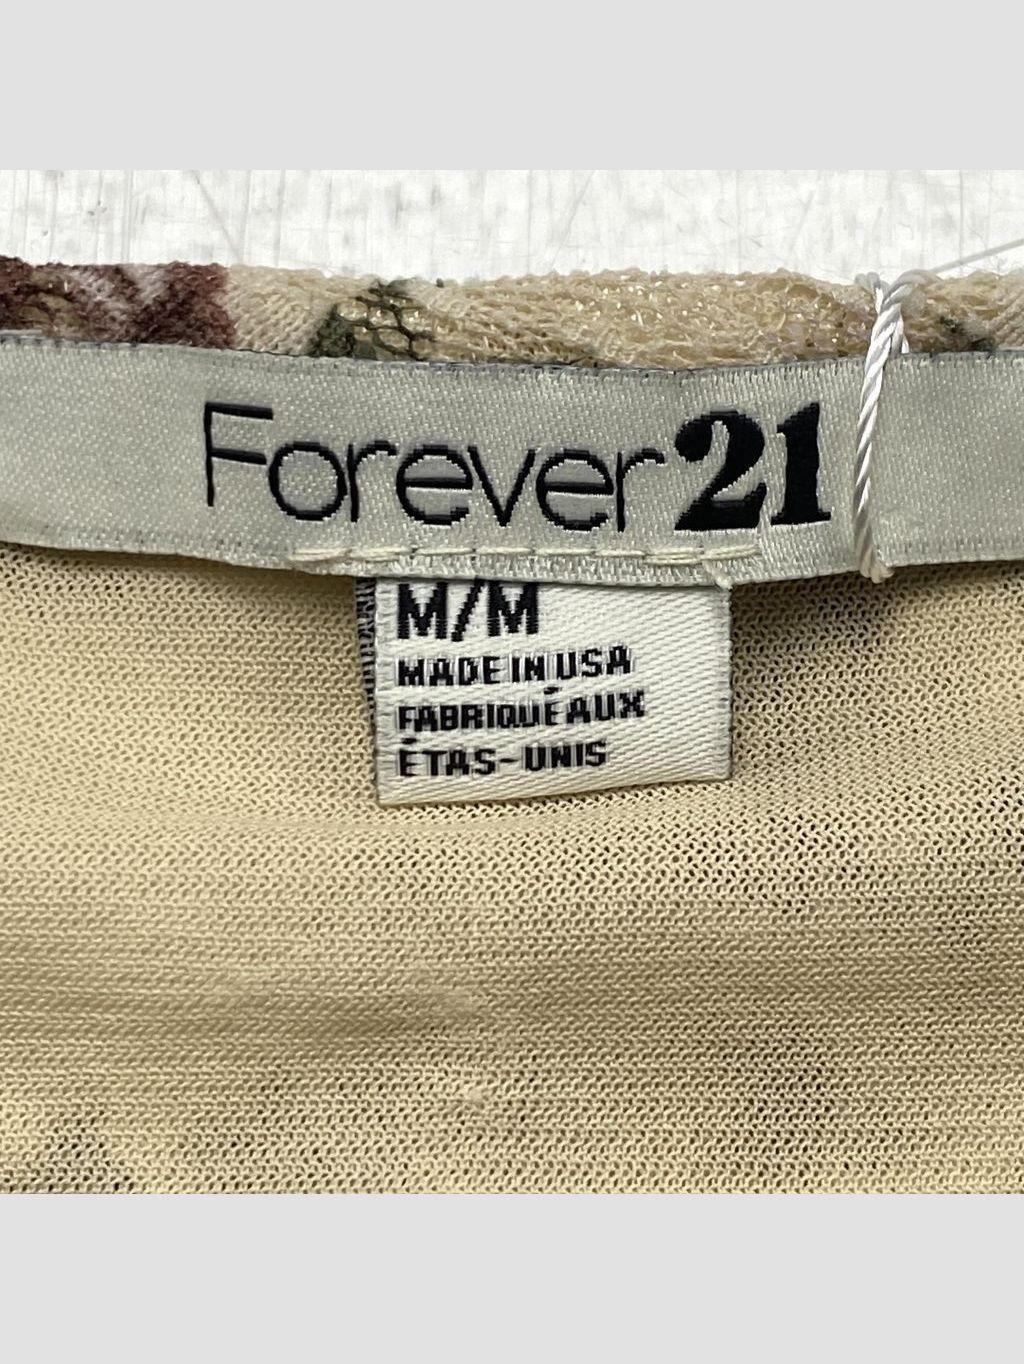 Forever21
M/M
MADE IN USA
FABRIQUÉ AUX
ÉTAS-UNIS